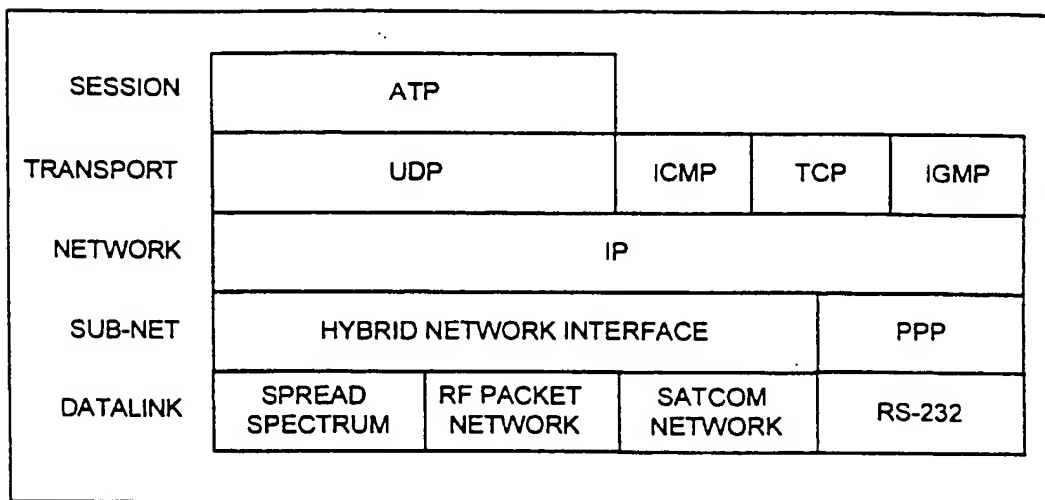 SESSION
ATP
TRANSPORT
UDP
ICMP
TCP
IGMP
NETWORK
IP
SUB-NET
HYBRID NETWORK INTERFACE
PPP
DATALINK
SPREAD
SPECTRUM
RF PACKET
NETWORK
SATCOM
NETWORK
RS-232